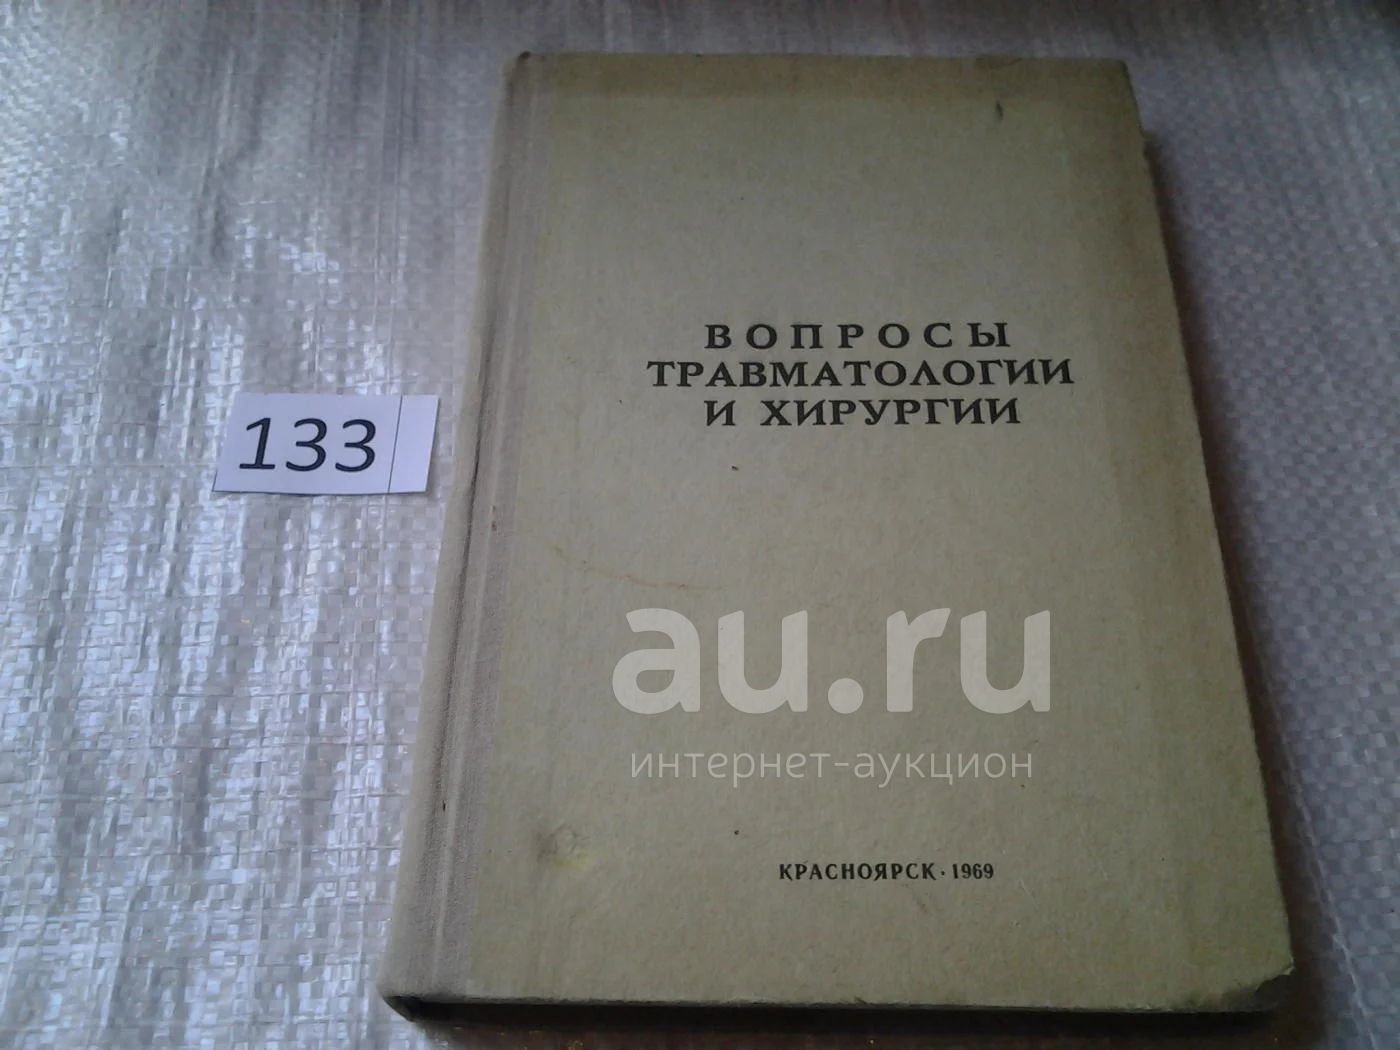 ВОПРОСЫ
ТРАВМАТОЛОГИИ
И ХИРУРГИИ
133
au.ru
интернет-аукцион
КРАСНОЯРСК · 1969